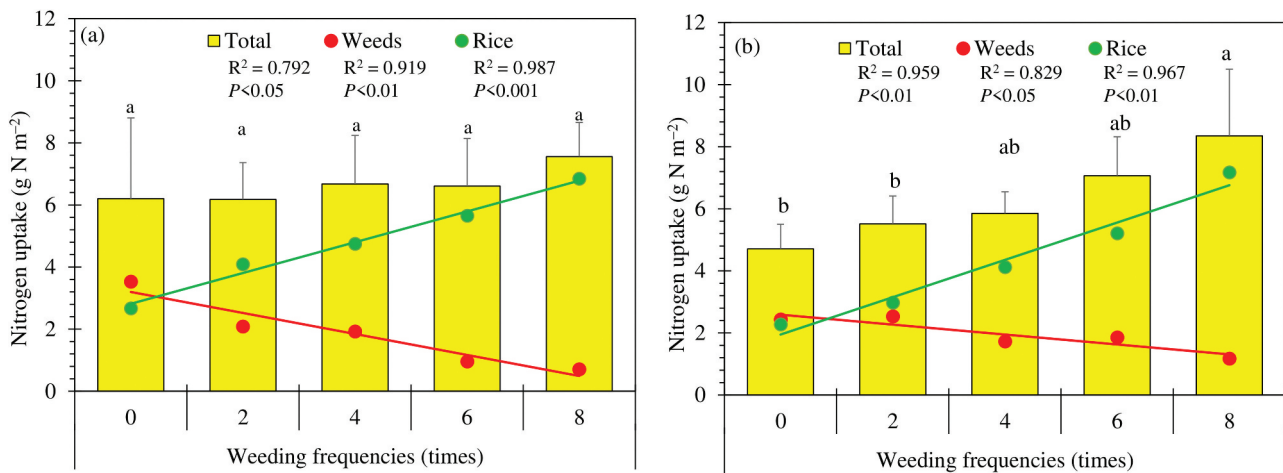 (a)
Total Weeds Rice
R² = 0.792 R² = 0.919 R² = 0.987
P<0.05 P<0.01 P<0.001
Nitrogen uptake (g N m⁻²)
12
10
8
6
4
2
0
a a a a a
0 2 4 6 8
Weeding frequencies (times)
(b)
Total Weeds Rice
R² = 0.959 R² = 0.829 R² = 0.967
P<0.01 P<0.05 P<0.01
Nitrogen uptake (g N m⁻²)
12
10
8
6
4
2
0
b b ab ab a
0 2 4 6 8
Weeding frequencies (times)